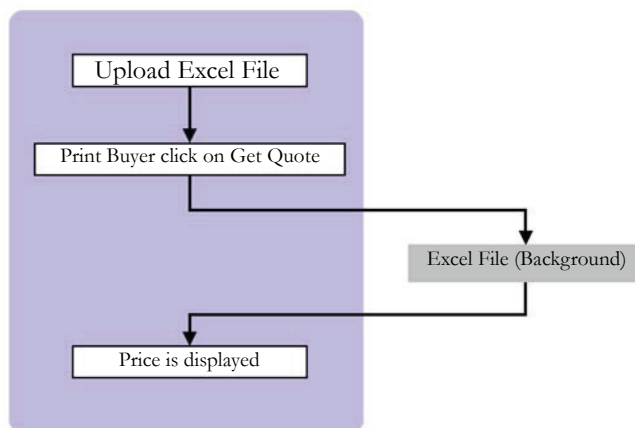 Upload Excel File
Print Buyer click on Get Quote
Excel File (Background)
Price is displayed